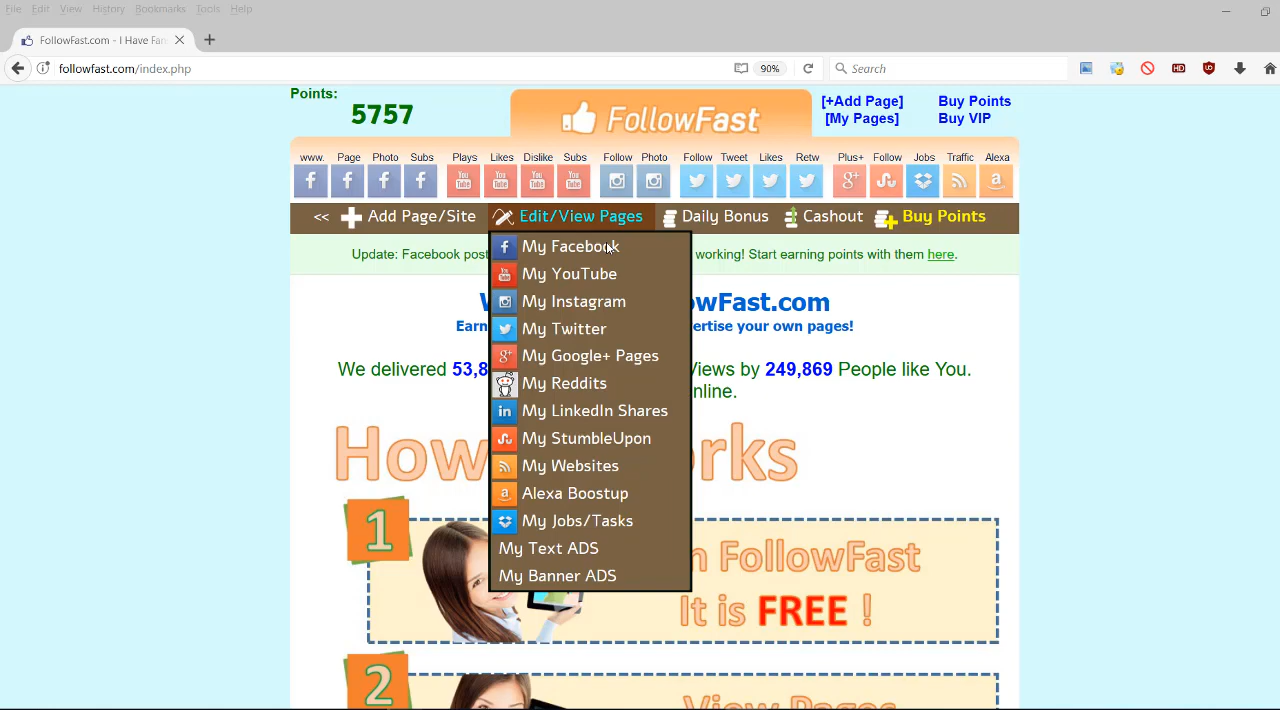 File Edit View History Bookmarks Tools Help
FollowFast.com - I Have Fan
followfast.com/index.php 90% Search
Points: 5757
FollowFast
[+Add Page] Buy Points
[My Pages] Buy VIP
www. Page Photo Subs Plays Likes Dislike Subs Follow Photo Follow Tweet Likes Retw Plus+ Follow Jobs Traffic Alexa
<< Add Page/Site Edit/View Pages Daily Bonus Cashout Buy Points
Update: Facebook post working! Start earning points with them here.
My Facebook
My YouTube
My Instagram
My Twitter
My Google+ Pages
My Reddits
My LinkedIn Shares
My StumbleUpon
My Websites
Alexa Boostup
My Jobs/Tasks
My Text ADS
My Banner ADS
W owFast.com
Earn ertise your own pages!
We delivered 53,8 Views by 249,869 People like You.
nline.
How rks
1
n FollowFast
It is FREE !
2
View Pages